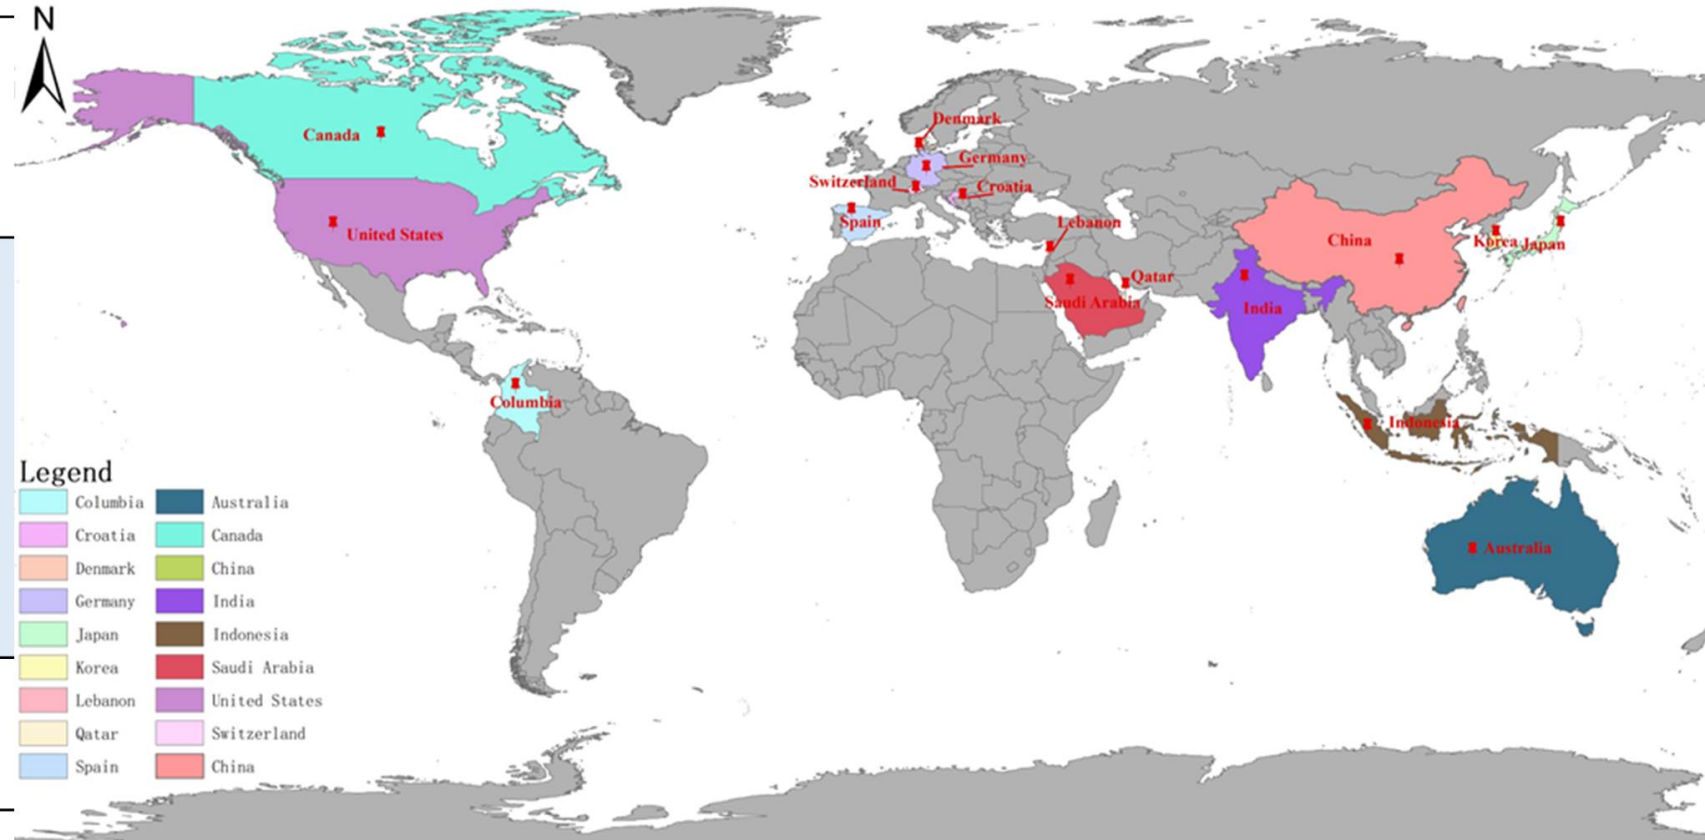 N
Canada
United States
Columbia
Denmark
Germany
Switzerland
Croatia
Spain
Lebanon
Qatar
Saudi Arabia
China
Korea
Japan
India
Indonesia
Australia
Legend
Columbia
Croatia
Denmark
Germany
Japan
Korea
Lebanon
Qatar
Spain
Australia
Canada
China
India
Indonesia
Saudi Arabia
United States
Switzerland
China